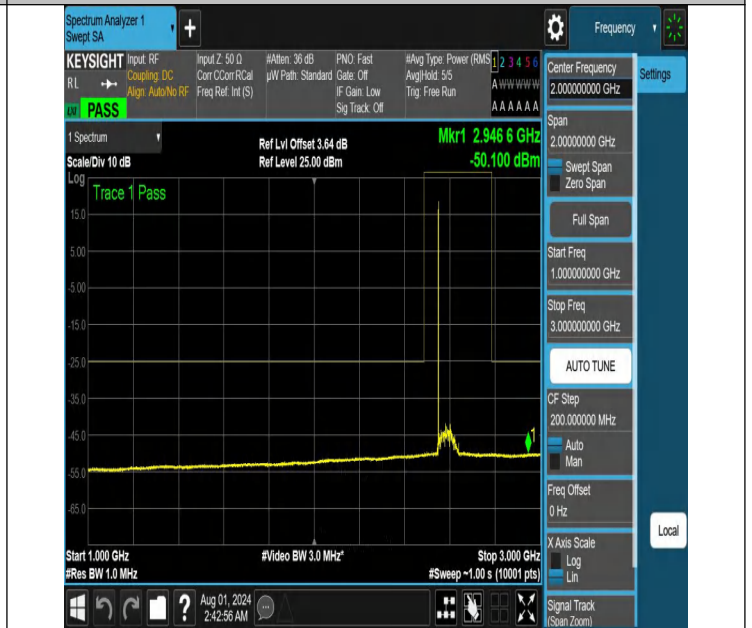 Spectrum Analyzer 1
Swept SA
Frequency
KEYSIGHT
RL
PASS
Input: RF
Coupling: DC
Align: Auto/No RF
Input Z: 50 Ω
Corr CCorr RCal
Freq Ref: Int (S)
#Atten: 36 dB
µW Path: Standard
PNO: Fast
Gate: Off
IF Gain: Low
Sig Track: Off
#Avg Type: Power (RMS
Avg|Hold: 5/5
Trig: Free Run
1 2 3 4 5 6
A W W W W W
A A A A A A
1 Spectrum
Scale/Div 10 dB
Ref Lvl Offset 3.64 dB
Ref Level 25.00 dBm
Mkr1 2.946 6 GHz
-50.100 dBm
Log
Trace 1 Pass
15.0
5.00
-5.00
-15.0
-25.0
-35.0
-45.0
-55.0
-65.0
1
Start 1.000 GHz
#Res BW 1.0 MHz
#Video BW 3.0 MHz*
Stop 3.000 GHz
#Sweep ~1.00 s (10001 pts)
Center Frequency
2.000000000 GHz
Settings
Span
2.00000000 GHz
Swept Span
Zero Span
Full Span
Start Freq
1.000000000 GHz
Stop Freq
3.000000000 GHz
AUTO TUNE
CF Step
200.000000 MHz
Auto
Man
Freq Offset
0 Hz
X Axis Scale
Log
Lin
Local
Signal Track
(Span Zoom)
?
Aug 01, 2024
2:42:56 AM